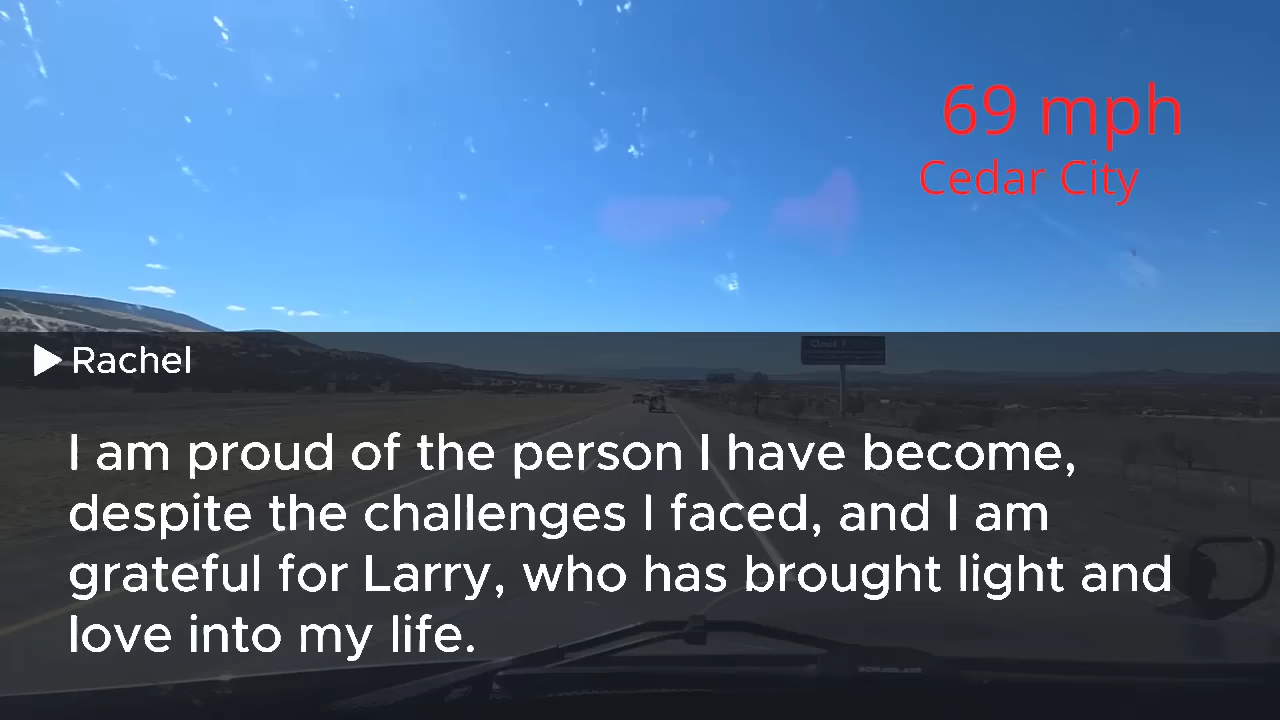 69 mph
Cedar City
Rachel
I am proud of the person I have become,
despite the challenges I faced, and I am
grateful for Larry, who has brought light and
love into my life.